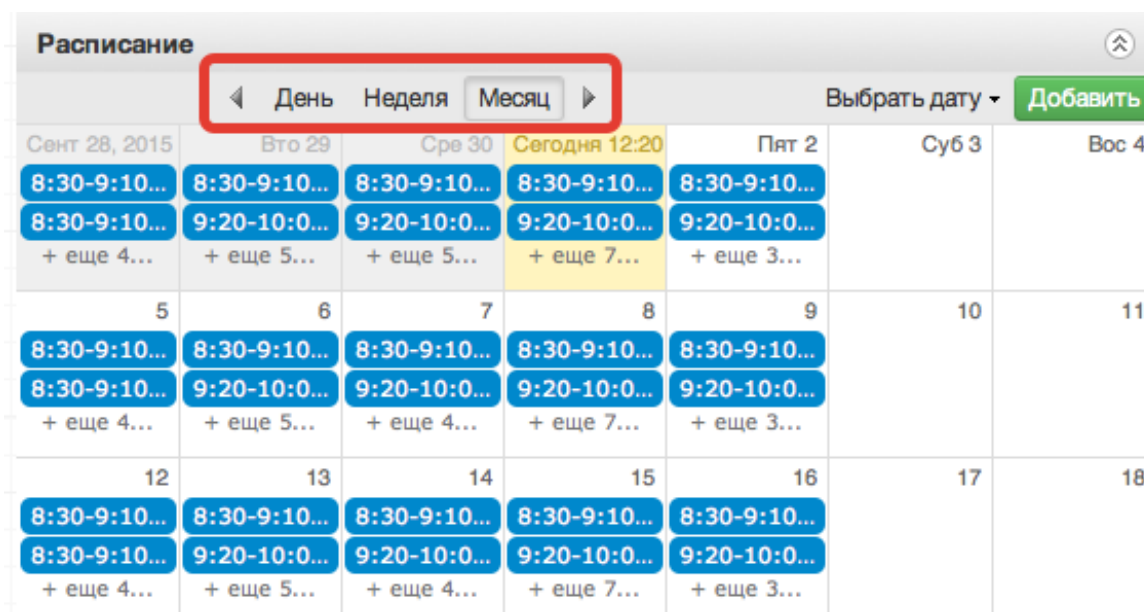 Расписание
День Неделя Месяц Выбрать дату Добавить
Сент 28, 2015 Вто 29 Сре 30 Сегодня 12:20 Пят 2 Суб 3 Вос 4
8:30-9:10... 8:30-9:10... 8:30-9:10... 8:30-9:10... 8:30-9:10...
8:30-9:10... 9:20-10:0... 9:20-10:0... 9:20-10:0... 9:20-10:0...
+ еще 4... + еще 5... + еще 5... + еще 7... + еще 3...
5 6 7 8 9 10 11
8:30-9:10... 8:30-9:10... 8:30-9:10... 8:30-9:10... 8:30-9:10...
8:30-9:10... 9:20-10:0... 9:20-10:0... 9:20-10:0... 9:20-10:0...
+ еще 4... + еще 5... + еще 4... + еще 7... + еще 3...
12 13 14 15 16 17 18
8:30-9:10... 8:30-9:10... 8:30-9:10... 8:30-9:10... 8:30-9:10...
8:30-9:10... 9:20-10:0... 9:20-10:0... 9:20-10:0... 9:20-10:0...
+ еще 4... + еще 5... + еще 4... + еще 7... + еще 3...